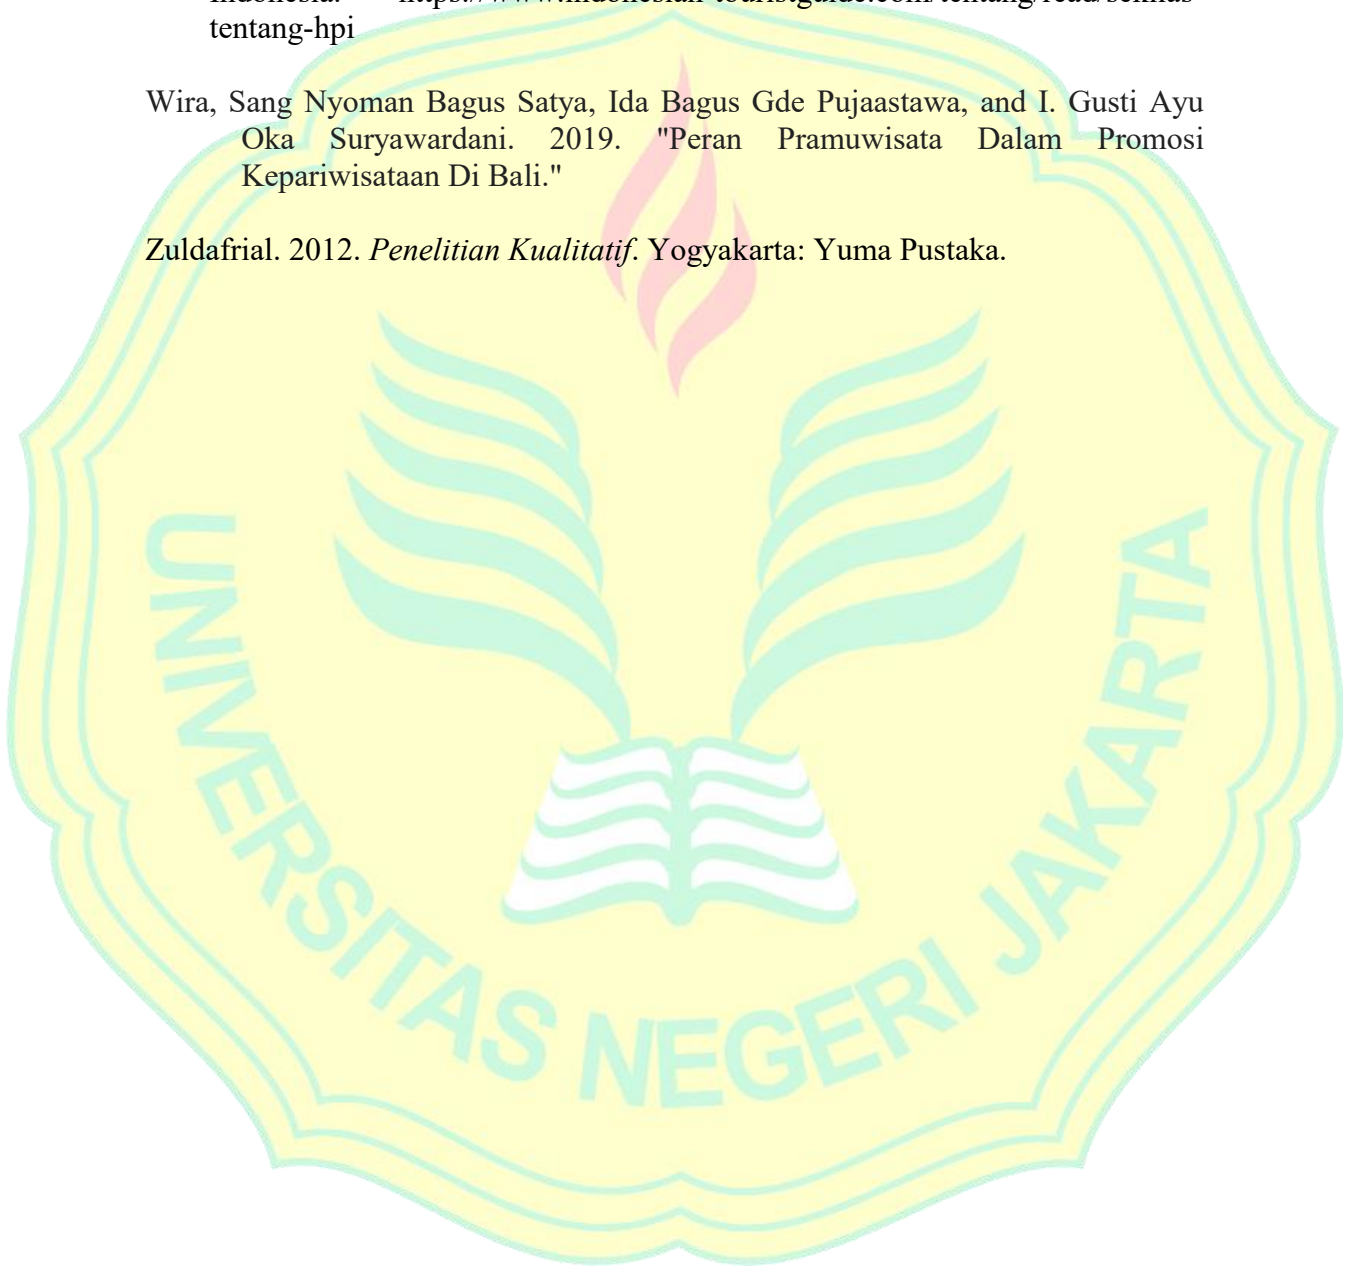 tentang-hpi
Wira, Sang Nyoman Bagus Satya, Ida Bagus Gde Pujaastawa, and I. Gusti Ayu
Oka Suryawardani. 2019. "Peran Pramuwisata Dalam Promosi
Kepariwisataan Di Bali."
Zuldafrial. 2012. Penelitian Kualitatif. Yogyakarta: Yuma Pustaka.
UNIVERSITAS NEGERI JAKARTA